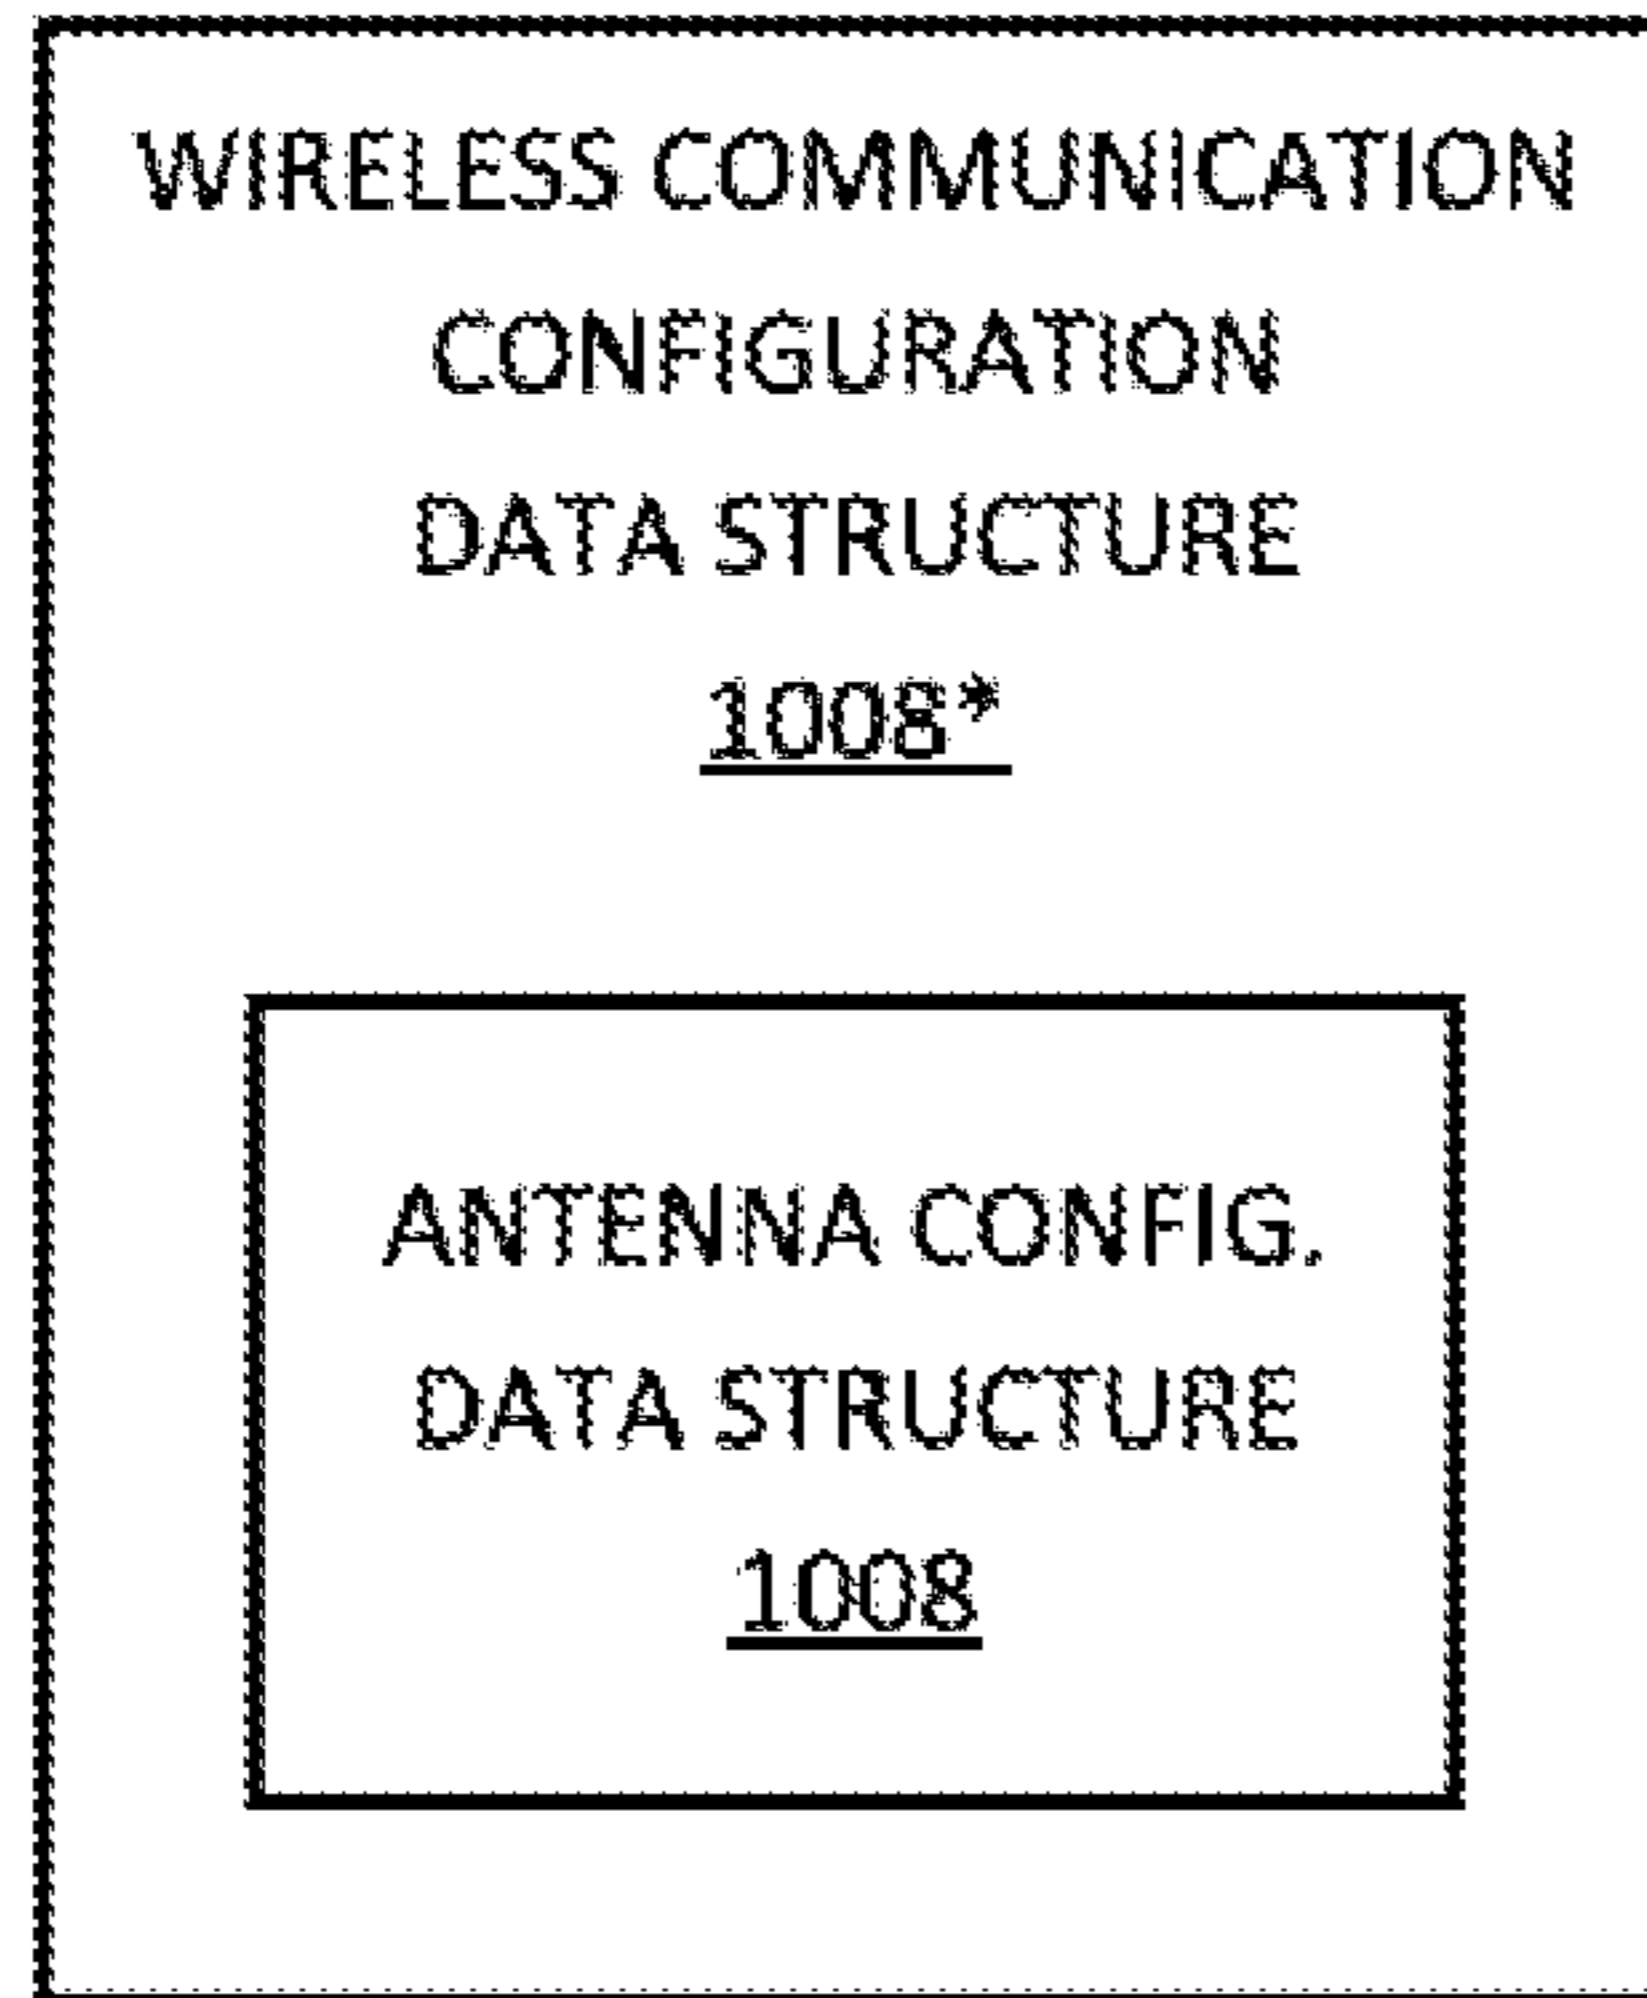 WIRELESS COMMUNICATION
CONFIGURATION
DATA STRUCTURE
1008*
ANTENNA CONFIG.
DATA STRUCTURE
1008